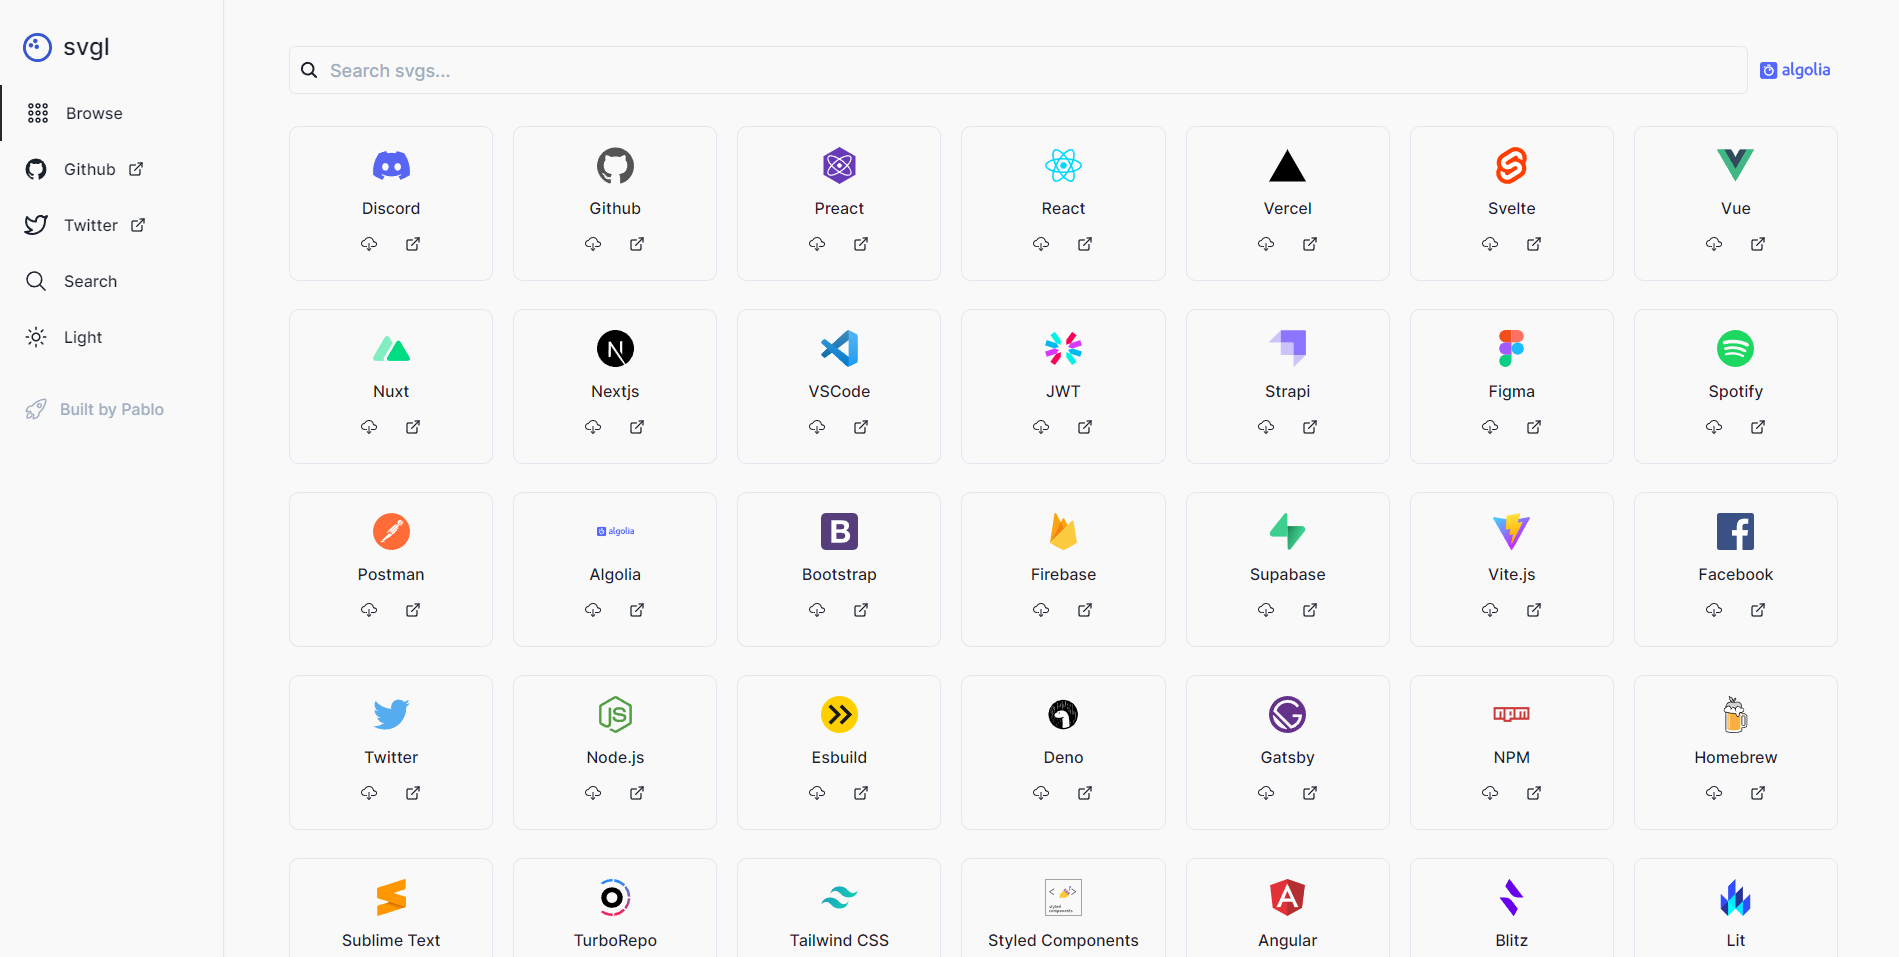 svgl
Browse
Github
Twitter
Search
Light
Built by Pablo
Search svgs...
algolia
Discord
Github
Preact
React
Vercel
Svelte
Vue
Nuxt
N
Nextjs
VSCode
JWT
Strapi
Figma
Spotify
Postman
algolia
Algolia
B
Bootstrap
Firebase
Supabase
Vite.js
f
Facebook
Twitter
JS
Node.js
Esbuild
Deno
G
Gatsby
npm
NPM
Homebrew
S
Sublime Text
TurboRepo
Tailwind CSS
< >
styled
components
Styled Components
A
Angular
Blitz
Lit